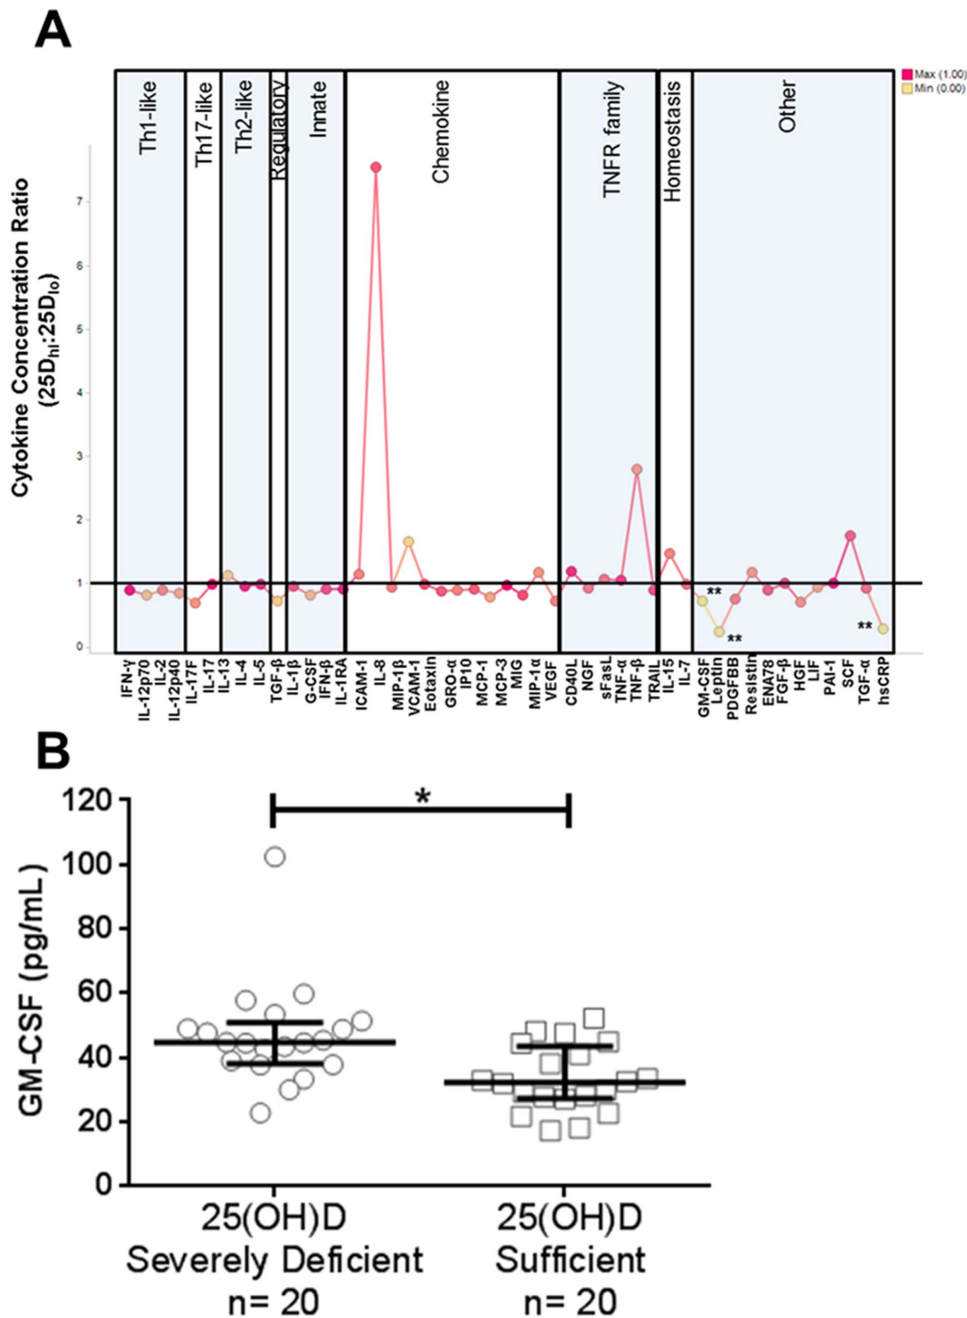 A
Th1-like
Th17-like
Th2-like
Regulatory
Innate
Chemokine
TNFR family
Homeostasis
Other
Max (1.00)
Min (0.00)
Cytokine Concentration Ratio
(25Dhi:25Dlo)
7
6
5
4
3
2
1
0
**
**
**
IFN-γ
IL-12p70
IL-2
IL-12p40
IL-17F
IL-17
IL-13
IL-4
IL-5
TGF-β
IL-1β
G-CSF
IFN-β
IL-1RA
ICAM-1
IL-8
MIP-1β
VCAM-1
Eotaxin
GRO-α
IP10
MCP-1
MCP-3
MIG
MIP-1α
VEGF
CD40L
NGF
sFasL
TNF-α
TNF-β
TRAIL
IL-15
IL-7
GM-CSF
Leptin
PDGFBB
Resistin
ENA78
FGF-β
HGF
LIF
PAI-1
SCF
TGF-α
hsCRP
B
GM-CSF (pg/mL)
120
100
80
60
40
20
0
*
25(OH)D
Severely Deficient
n= 20
25(OH)D
Sufficient
n= 20